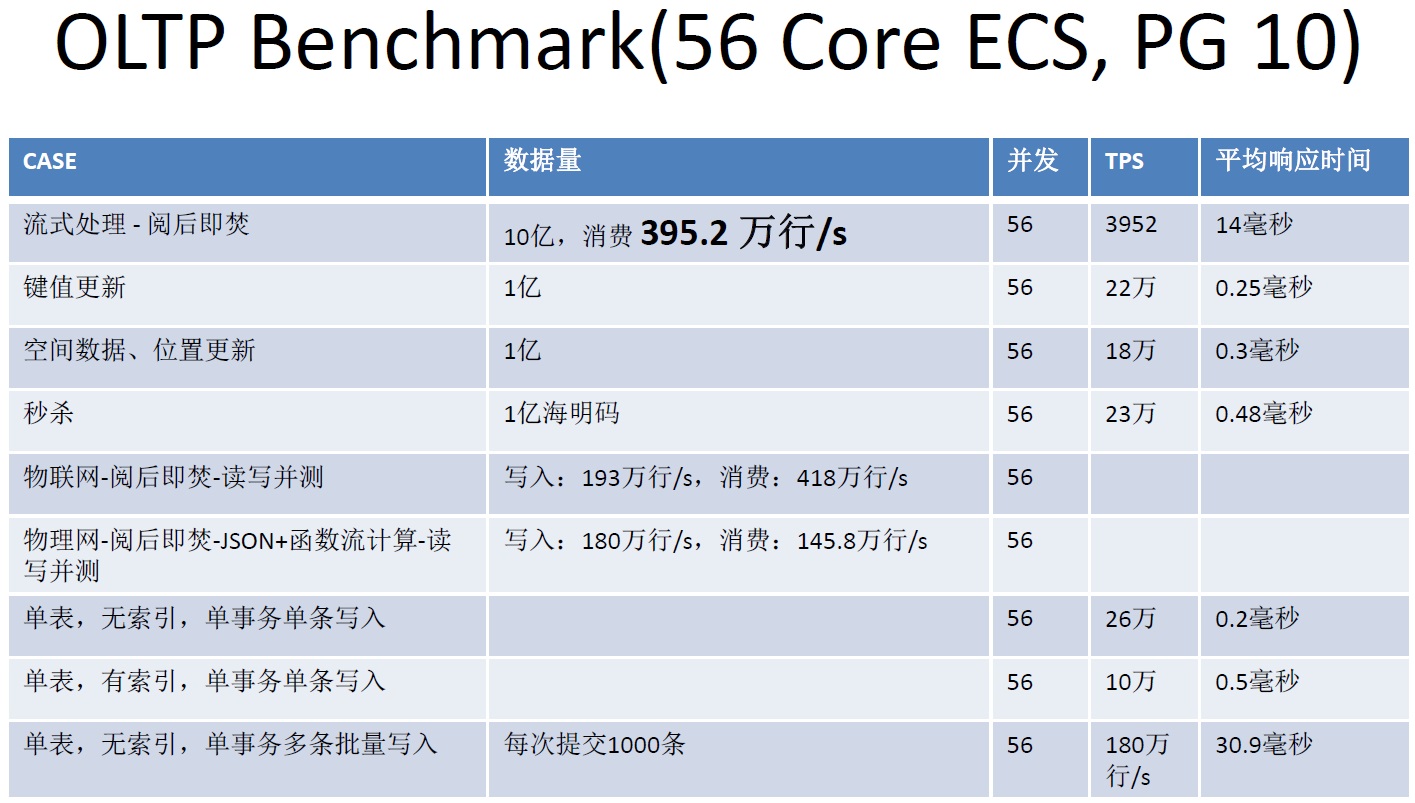 OLTP Benchmark(56 Core ECS, PG 10)
CASE 数据量 并发 TPS 平均响应时间
流式处理 - 阅后即焚 10亿，消费 395.2 万行/s 56 3952 14毫秒
键值更新 1亿 56 22万 0.25毫秒
空间数据、位置更新 1亿 56 18万 0.3毫秒
秒杀 1亿海明码 56 23万 0.48毫秒
物联网-阅后即焚-读写并测 写入：193万行/s，消费：418万行/s 56
物理网-阅后即焚-JSON+函数流计算-读 写入：180万行/s，消费：145.8万行/s 56
写并测
单表，无索引，单事务单条写入 56 26万 0.2毫秒
单表，有索引，单事务单条写入 56 10万 0.5毫秒
单表，无索引，单事务多条批量写入 每次提交1000条 56 180万 30.9毫秒
行/s